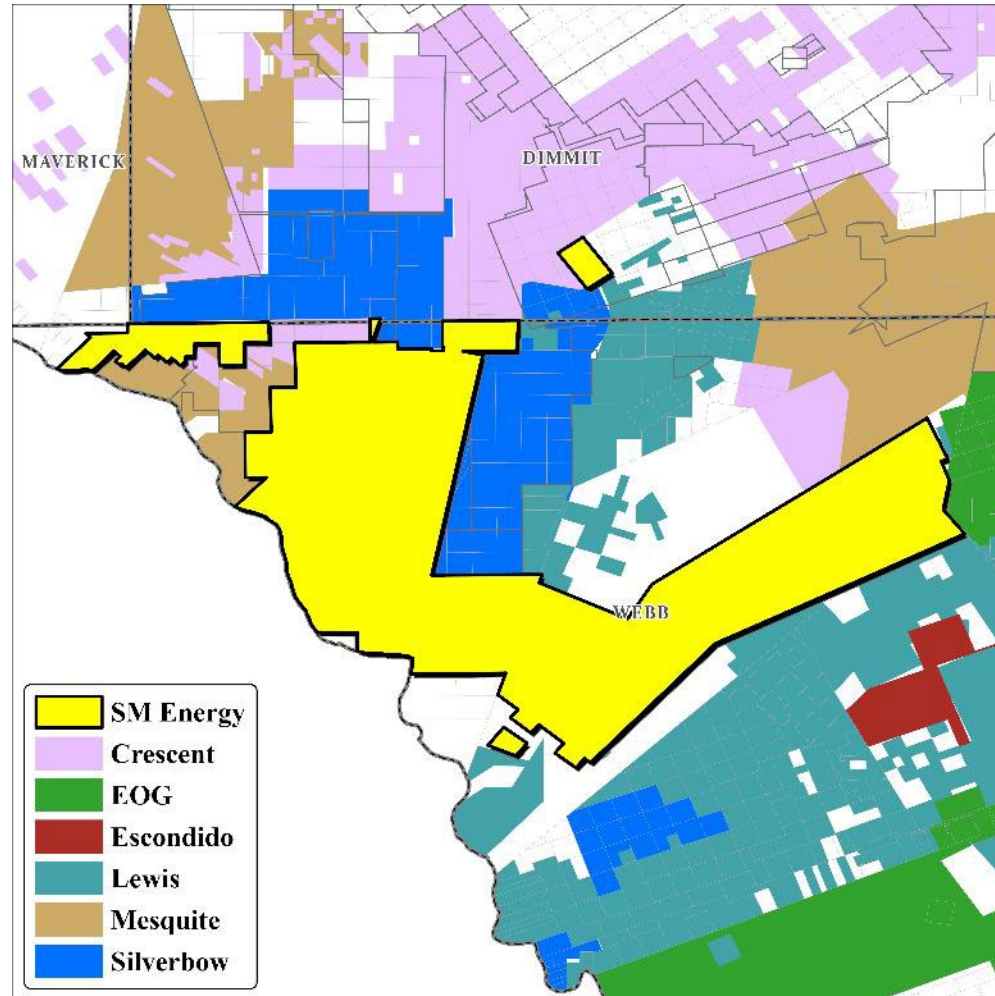 MAVERICK
DIMMIT
WEBB
SM Energy
Crescent
EOG
Escondido
Lewis
Mesquite
Silverbow